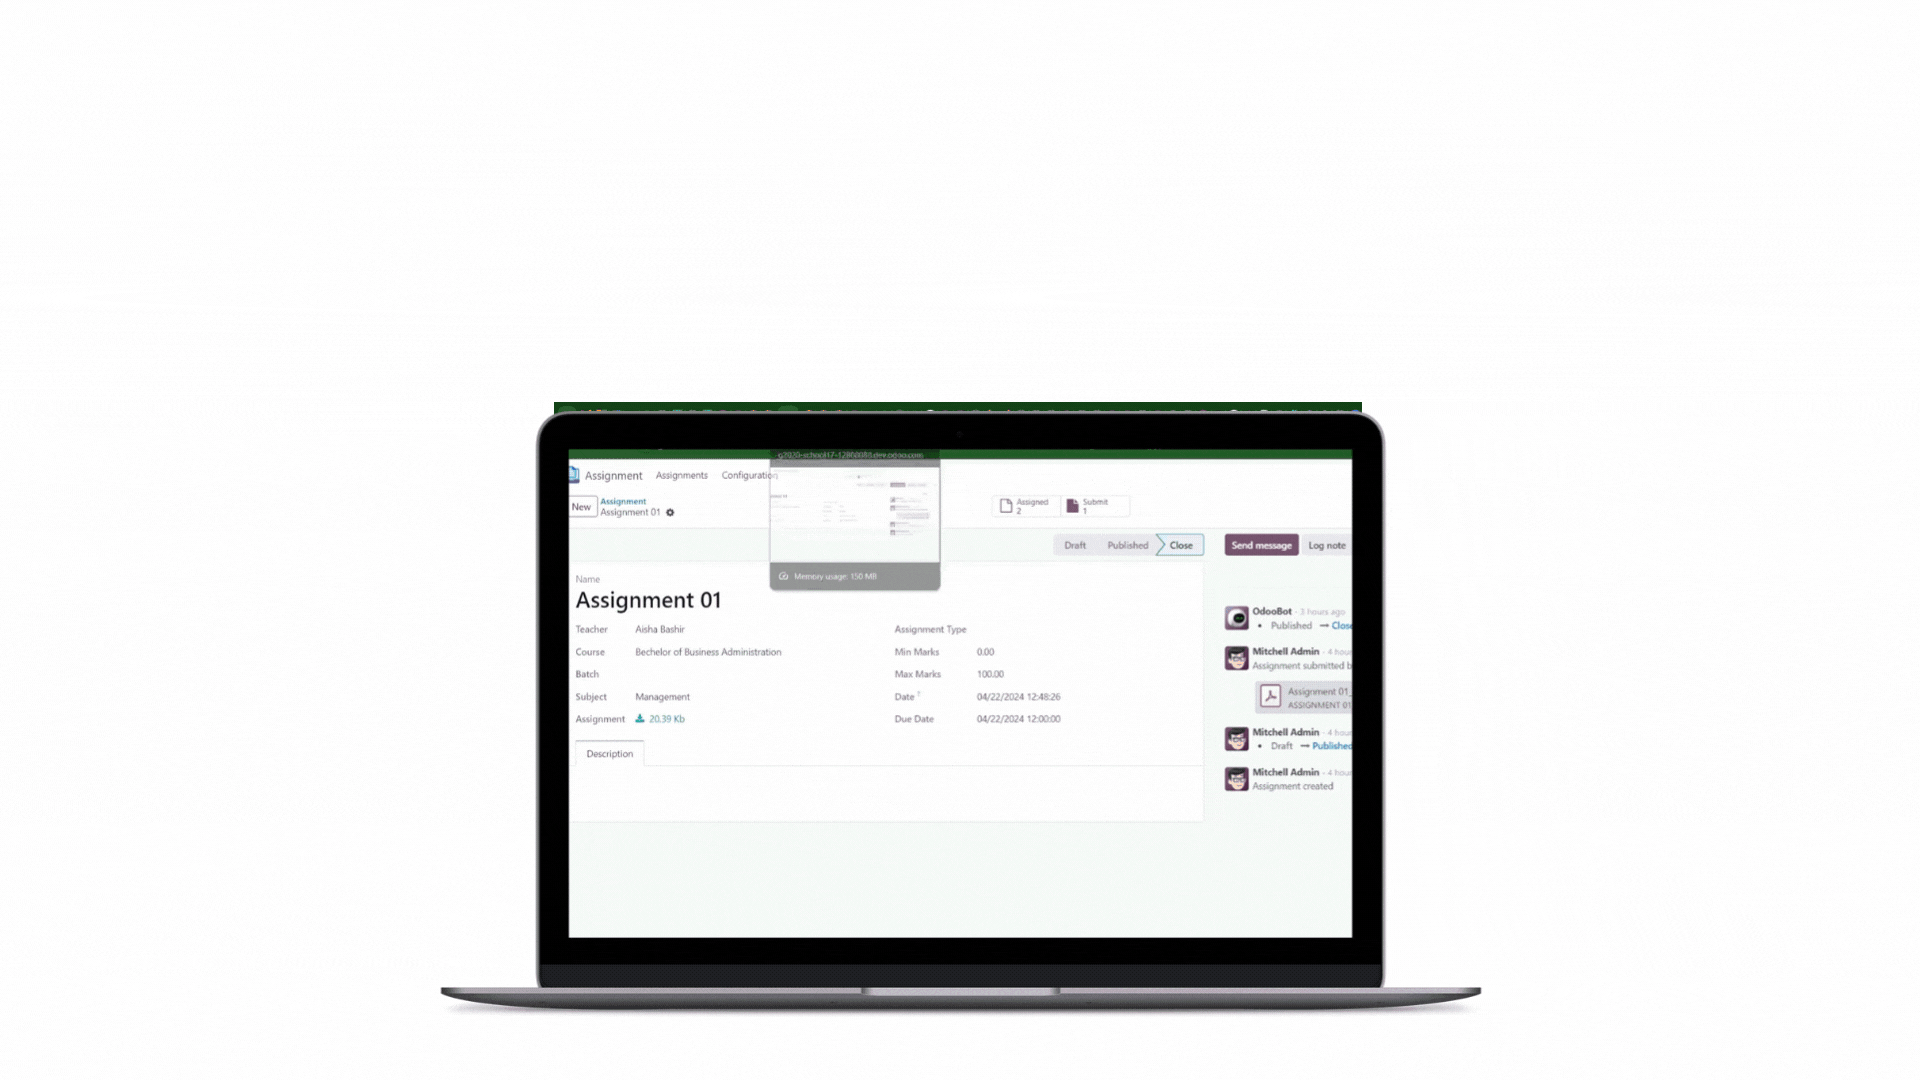 Assignment Assignments Configuration
New Assignment
Assignment 01
Assigned
2
Submit
1
Memory usage: 150 MB
Draft Published Close Send message Log note
Name
Assignment 01
Teacher Aisha Bashir
Course Bechelor of Business Administration
Batch
Subject Management
Assignment 20.39 Kb
Assignment Type
Min Marks 0.00
Max Marks 100.00
Date ? 04/22/2024 12:48:26
Due Date 04/22/2024 12:00:00
Description
OdooBot - 3 hours ago
• Published → Close
Mitchell Admin - 4 hou
Assignment submitted b
Assignment 01_
ASSIGNMENT 01
Mitchell Admin - 4 hou
• Draft → Published
Mitchell Admin - 4 hou
Assignment created